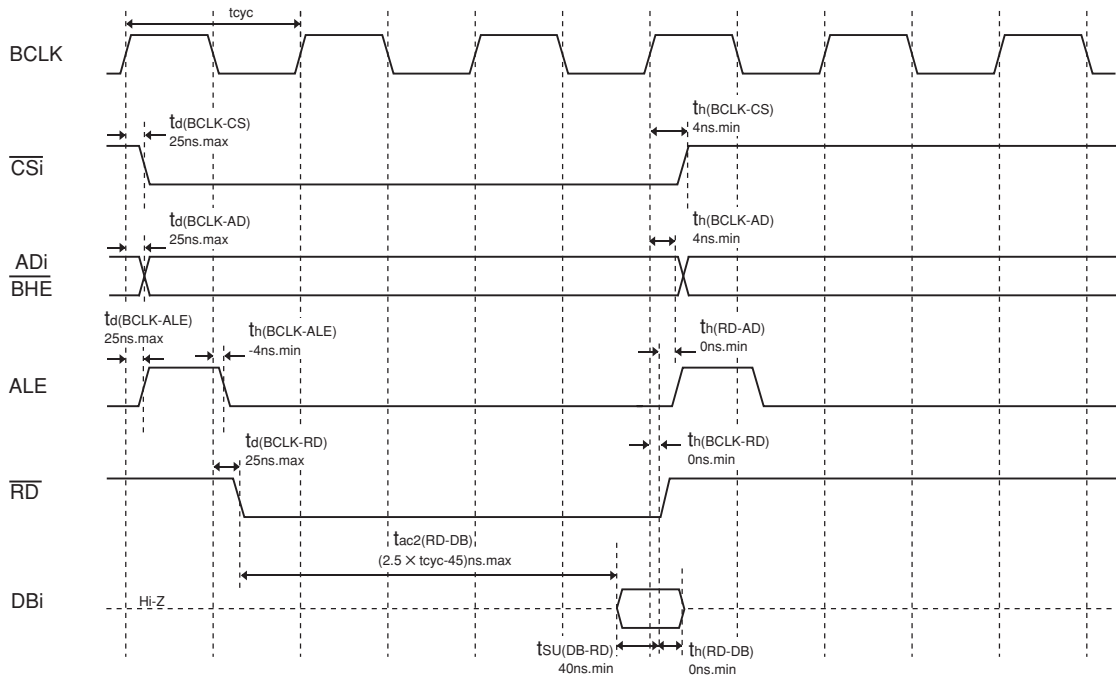 tcyc
BCLK
td(BCLK-CS)
25ns.max
th(BCLK-CS)
4ns.min
CSi
td(BCLK-AD)
25ns.max
th(BCLK-AD)
4ns.min
ADi
BHE
td(BCLK-ALE)
25ns.max
th(BCLK-ALE)
-4ns.min
th(RD-AD)
0ns.min
ALE
td(BCLK-RD)
25ns.max
th(BCLK-RD)
0ns.min
RD
tac2(RD-DB)
(2.5 × tcyc-45)ns.max
DBi
Hi-Z
tSU(DB-RD)
40ns.min
th(RD-DB)
0ns.min